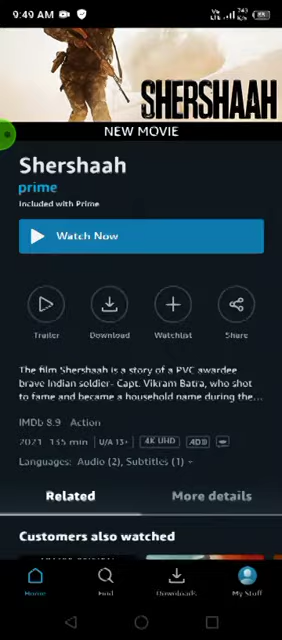 9:49 AM
SHERSHAAH
NEW MOVIE
Shershaah
prime
Included with Prime
Watch Now
Trailer
Download
Watchlist
Share
The film Shershaah is a story of a PVC awardee
brave Indian soldier- Capt. Vikram Batra, who shot
to fame and became a household name during the...
IMDb 8.9 Action
2021 135 min U/A 13+ 4K UHD
Languages: Audio (2), Subtitles (1)
Related
More details
Customers also watched
Home
Find
Downloads
My Stuff